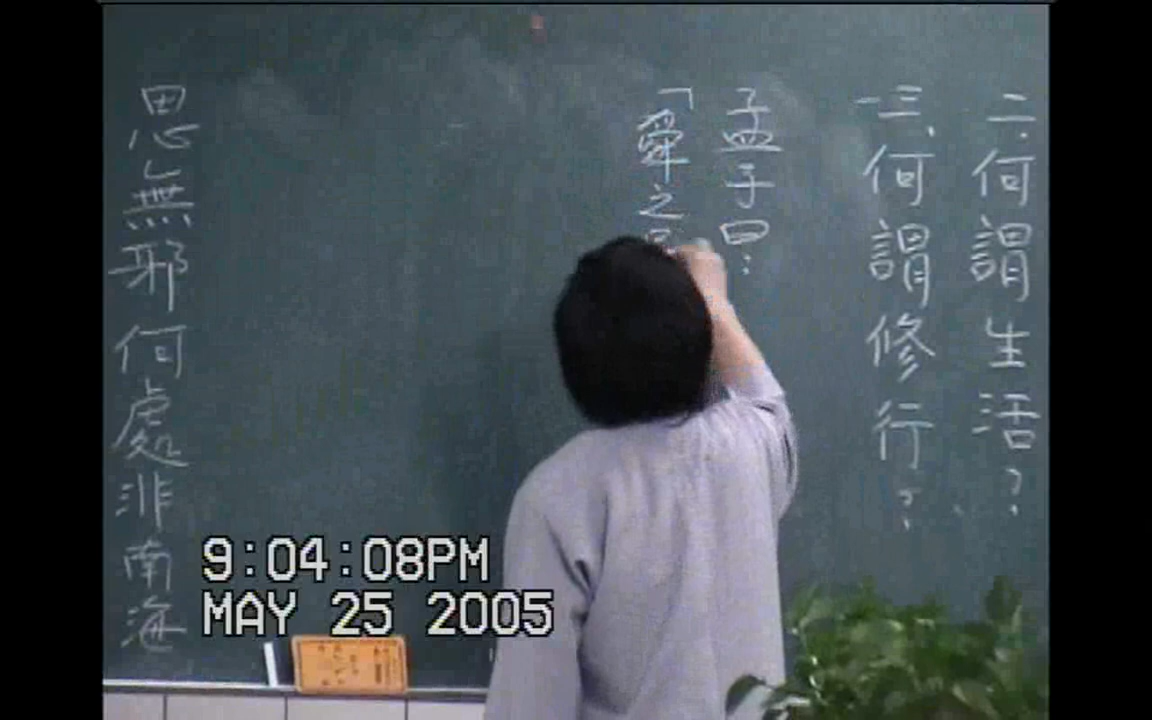 二.何謂生活?
三.何謂修行?
孟子曰:
「舜之居
思無邪何處非南海
9:04:08PM
MAY 25 2005